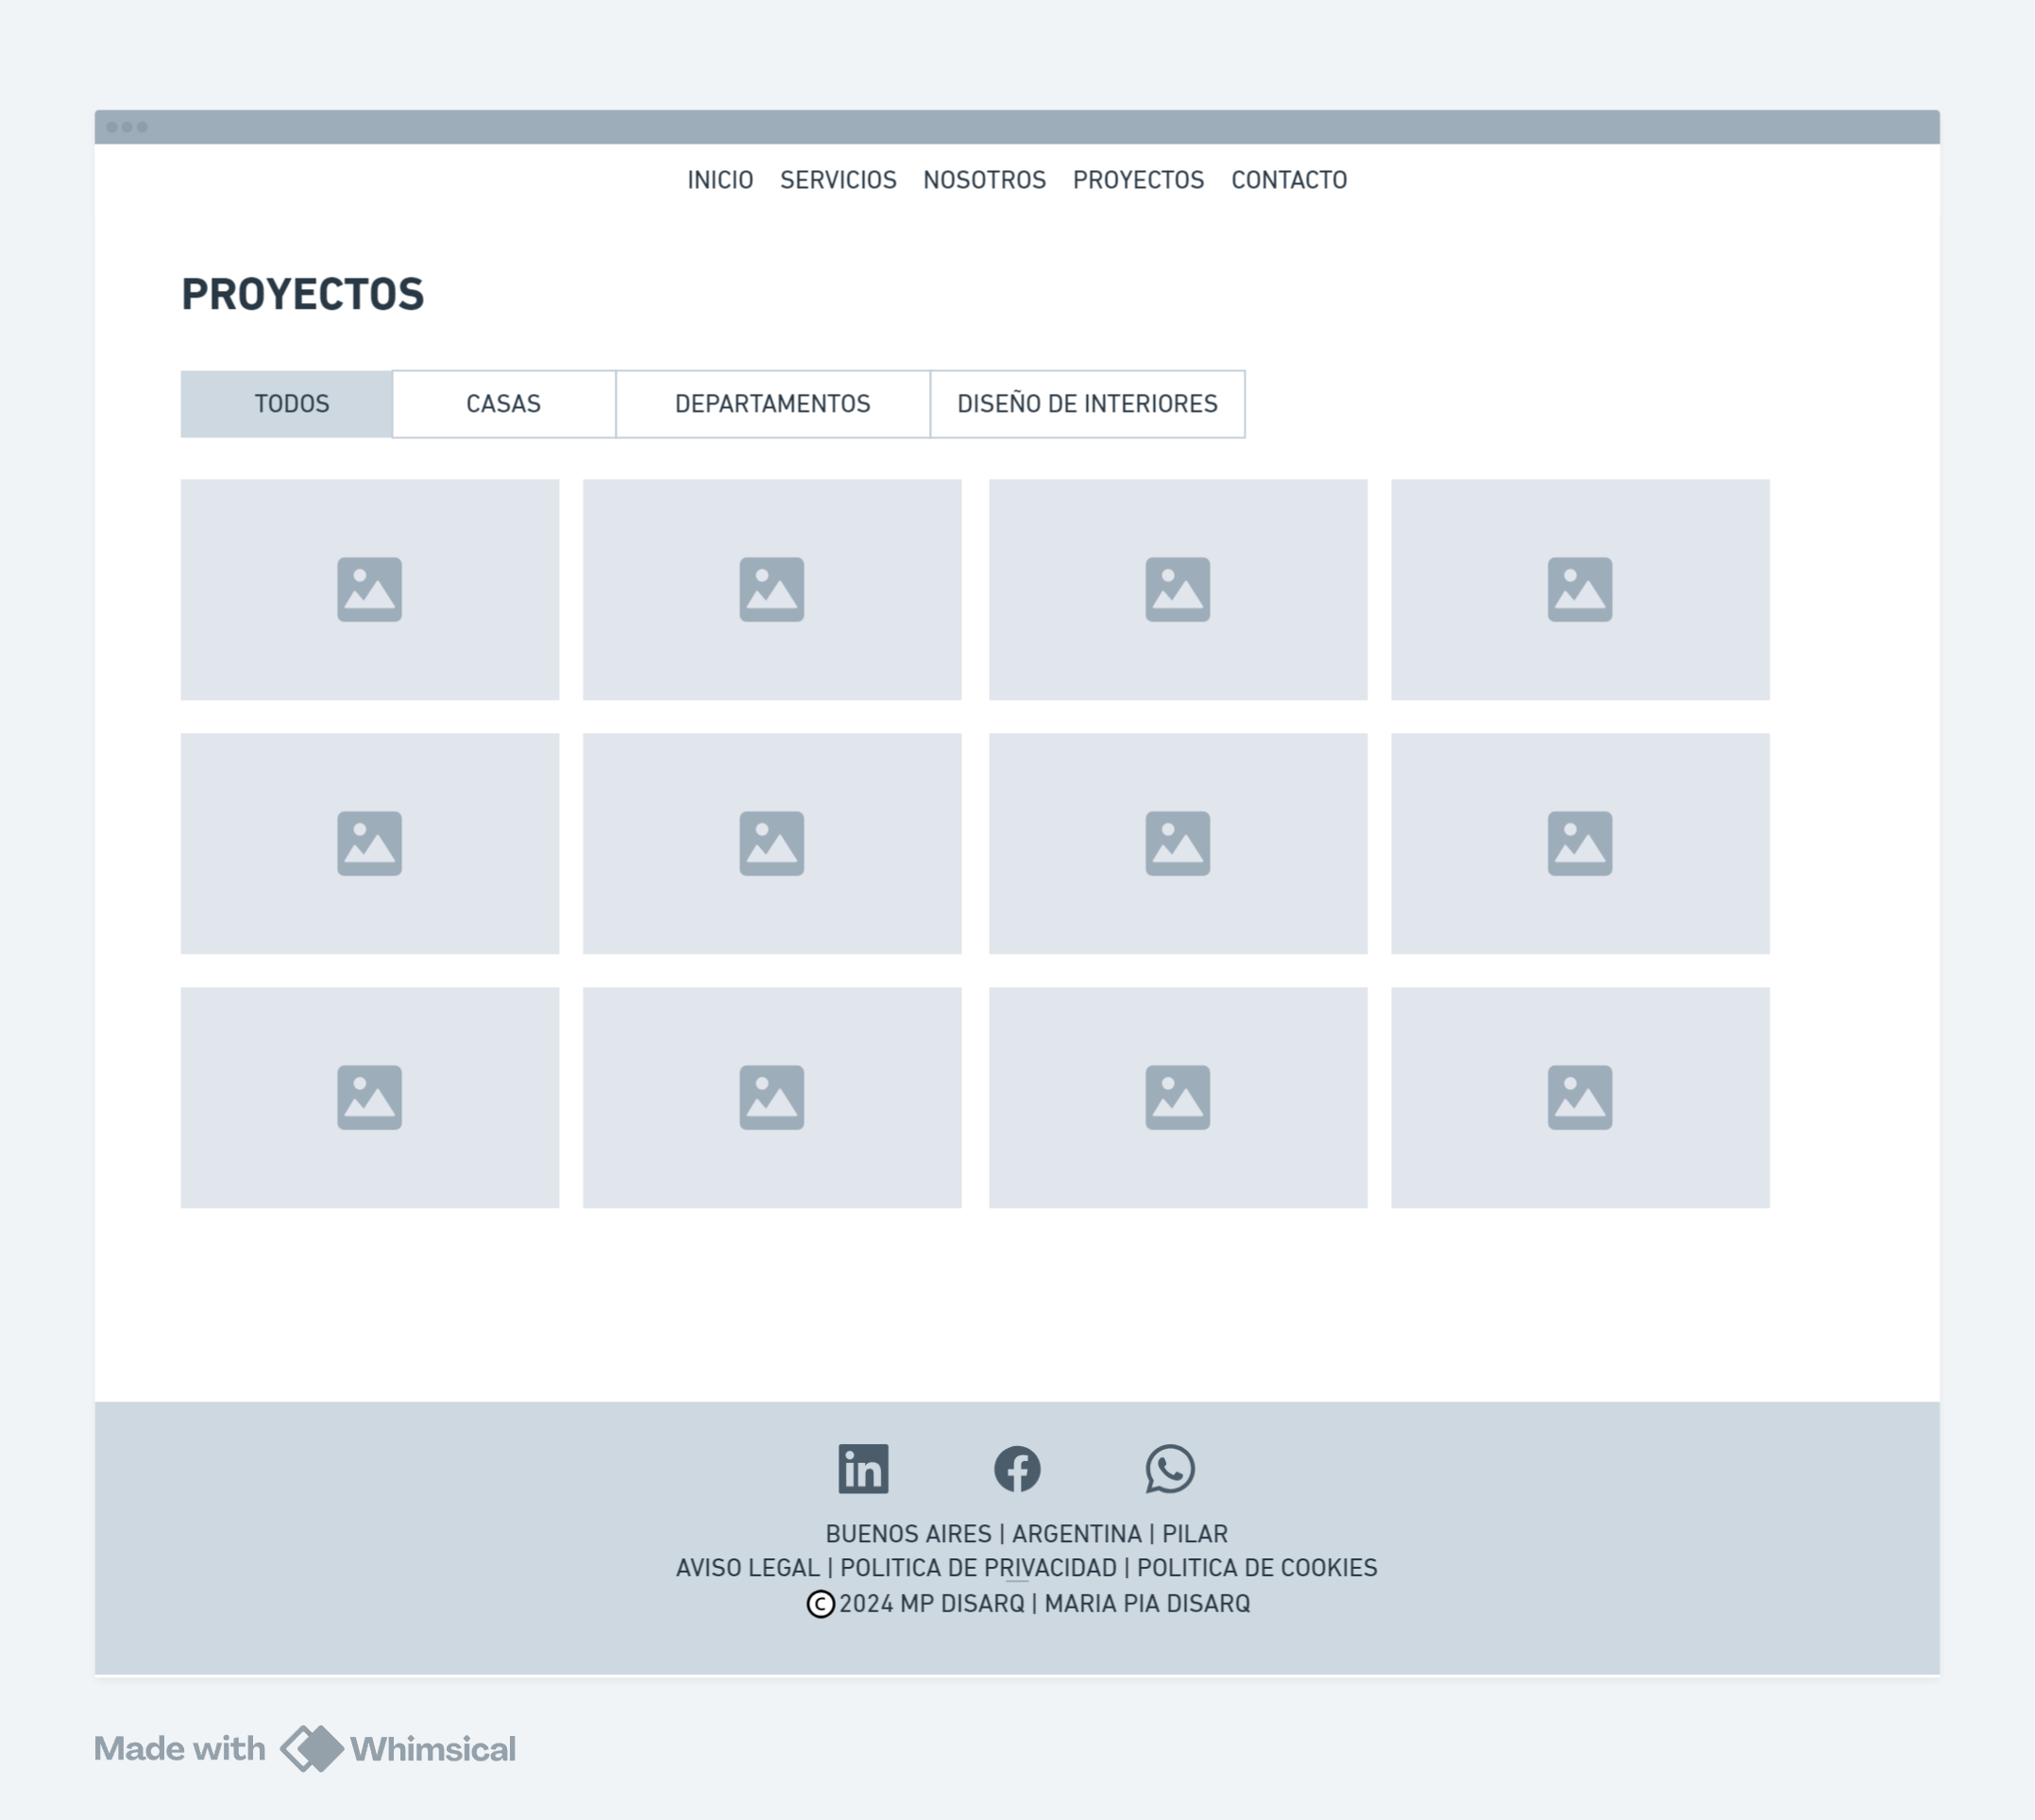 INICIO SERVICIOS NOSOTROS PROYECTOS CONTACTO
PROYECTOS
TODOS CASAS DEPARTAMENTOS DISEÑO DE INTERIORES
in f
BUENOS AIRES | ARGENTINA | PILAR
AVISO LEGAL | POLITICA DE PRIVACIDAD | POLITICA DE COOKIES
© 2024 MP DISARQ | MARIA PIA DISARQ
Made with Whimsical